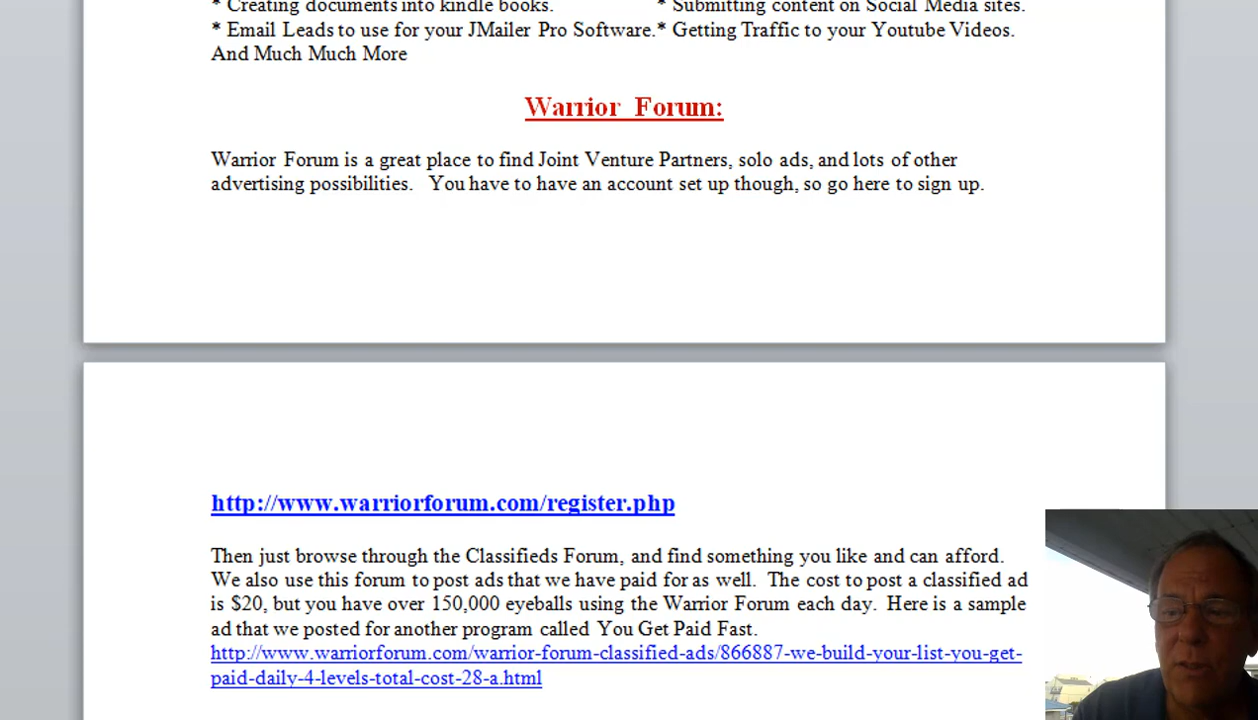 * Creating documents into kindle books. * Submitting content on Social Media sites.
* Email Leads to use for your JMailer Pro Software.* Getting Traffic to your Youtube Videos.
And Much Much More
Warrior Forum:
Warrior Forum is a great place to find Joint Venture Partners, solo ads, and lots of other
advertising possibilities. You have to have an account set up though, so go here to sign up.
http://www.warriorforum.com/register.php
Then just browse through the Classifieds Forum, and find something you like and can afford.
We also use this forum to post ads that we have paid for as well. The cost to post a classified ad
is $20, but you have over 150,000 eyeballs using the Warrior Forum each day. Here is a sample
ad that we posted for another program called You Get Paid Fast.
http://www.warriorforum.com/warrior-forum-classified-ads/866887-we-build-your-list-you-get-
paid-daily-4-levels-total-cost-28-a.html